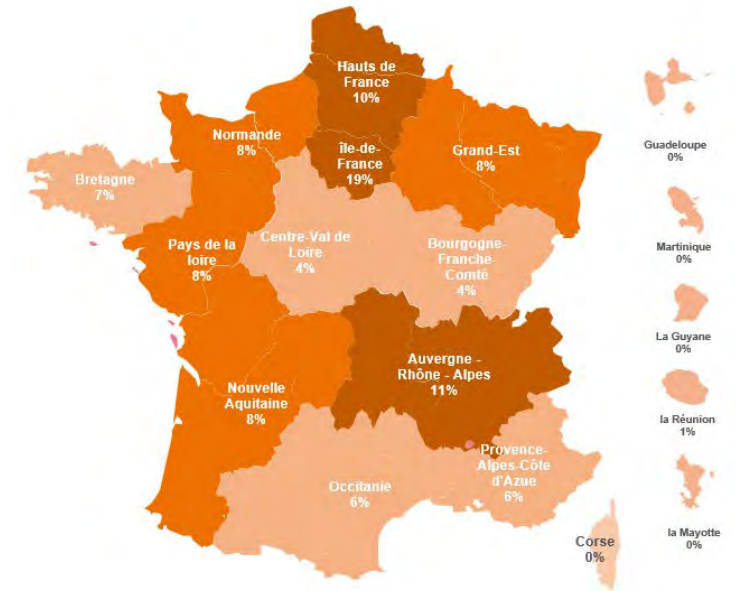 Hauts de
France
10%
Normande
8%
île-de-
France
19%
Grand-Est
8%
Bretagne
7%
Pays de la
loire
8%
Centre-Val de
Loire
4%
Bourgogne-
Franche-
Comté
4%
Auvergne -
Rhône - Alpes
11%
Nouvelle
Aquitaine
8%
Occitanie
6%
Provence-
Alpes-Côte
d'Azue
6%
Corse
0%
Guadeloupe
0%
Martinique
0%
La Guyane
0%
la Réunion
1%
la Mayotte
0%